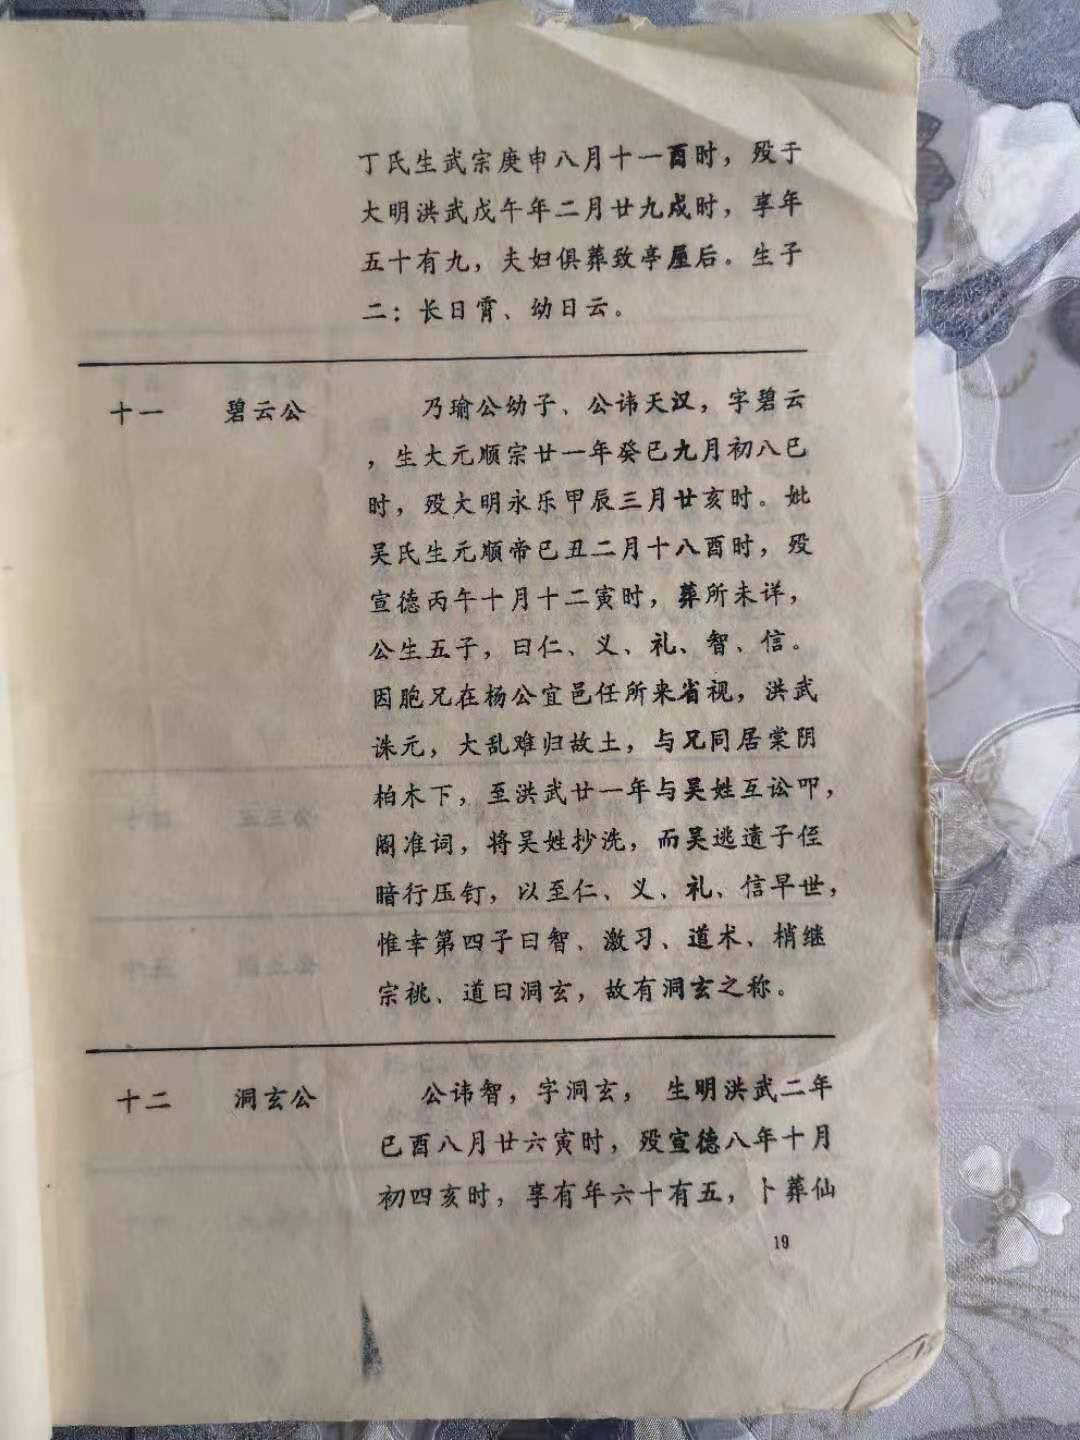 丁氏生武宗庚申八月十一酉时，殁于
大明洪武戊午年二月廿九戍时，享年
五十有九，夫妇俱葬致亭屋后。生子
二：长日霄、幼日云。
十一 碧云公 乃瑜公幼子、公讳天汉，字碧云
，生大元顺宗廿一年癸巳九月初八巳
时，殁大明永乐甲辰三月廿亥时。妣
吴氏生元顺帝已丑二月十八酉时，殁
宣德丙午十月十二寅时，葬所未详，
公生五子，曰仁、义、礼、智、信。
因胞兄在杨公宜邑任所来省视，洪武
诛元，大乱难归故土，与兄同居棠阴
柏木下，至洪武廿一年与吴姓互讼叩，
阁准词，将吴姓抄洗，而吴逃遗子侄
暗行压钉，以至仁、义、礼、信早世，
惟幸第四子曰智、激习、道术、梢继
宗祧、道曰洞玄，故有洞玄之称。
十二 洞玄公 公讳智，字洞玄， 生明洪武二年
已酉八月廿六寅时，殁宣德八年十月
初四亥时，享有年六十有五，卜葬仙
19